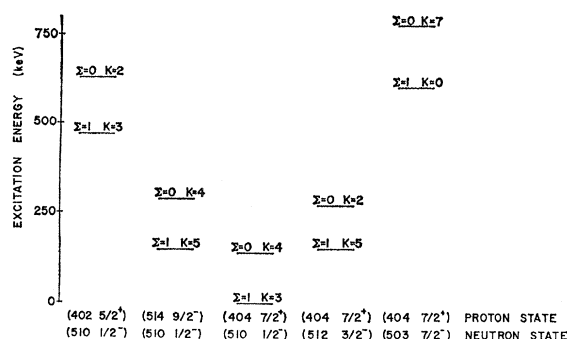 Σ=0 K=7
750
Σ=0 K=2
Σ=1 K=0
500
Σ=1 K=3
EXCITATION ENERGY (keV)
Σ=0 K=4
Σ=0 K=2
250
Σ=1 K=5
Σ=0 K=4
Σ=1 K=5
0
Σ=1 K=3
(402 5/2⁺) (514 9/2⁻) (404 7/2⁺) (404 7/2⁺) (404 7/2⁺) PROTON STATE
(510 1/2⁻) (510 1/2⁻) (510 1/2⁻) (512 3/2⁻) (503 7/2⁻) NEUTRON STATE